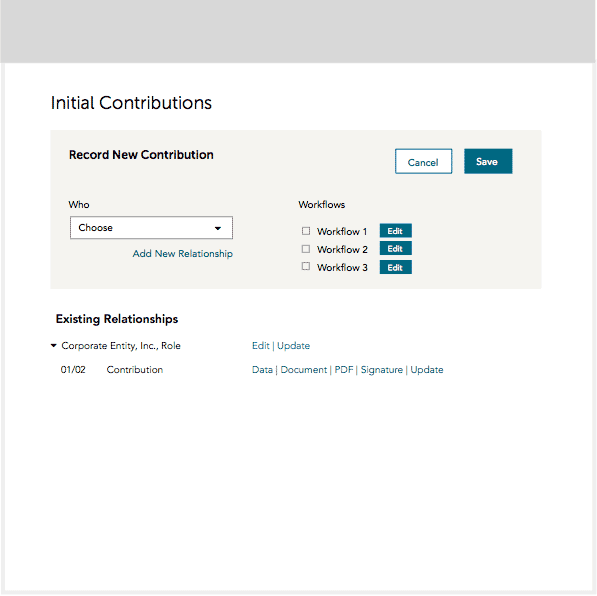 Initial Contributions
Record New Contribution
Cancel
Save
Who
Workflows
Choose
Workflow 1 Edit
Workflow 2 Edit
Add New Relationship
Workflow 3 Edit
Existing Relationships
Corporate Entity, Inc., Role Edit | Update
01/02 Contribution Data | Document | PDF | Signature | Update